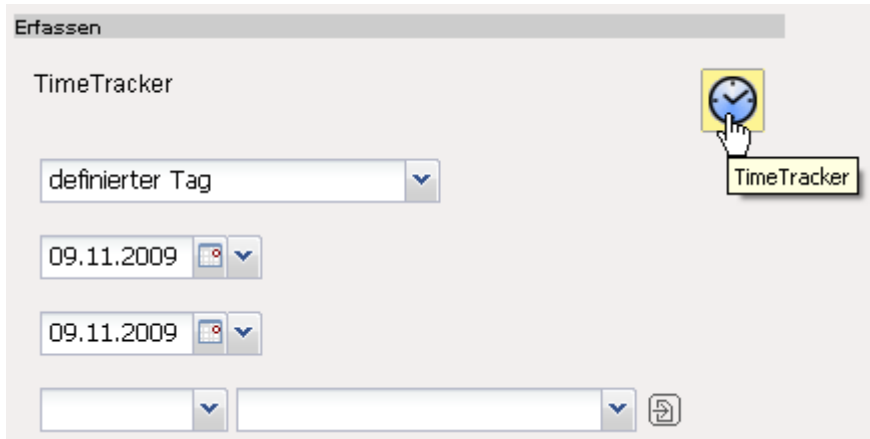 Erfassen
TimeTracker
definierter Tag
TimeTracker
09.11.2009
09.11.2009